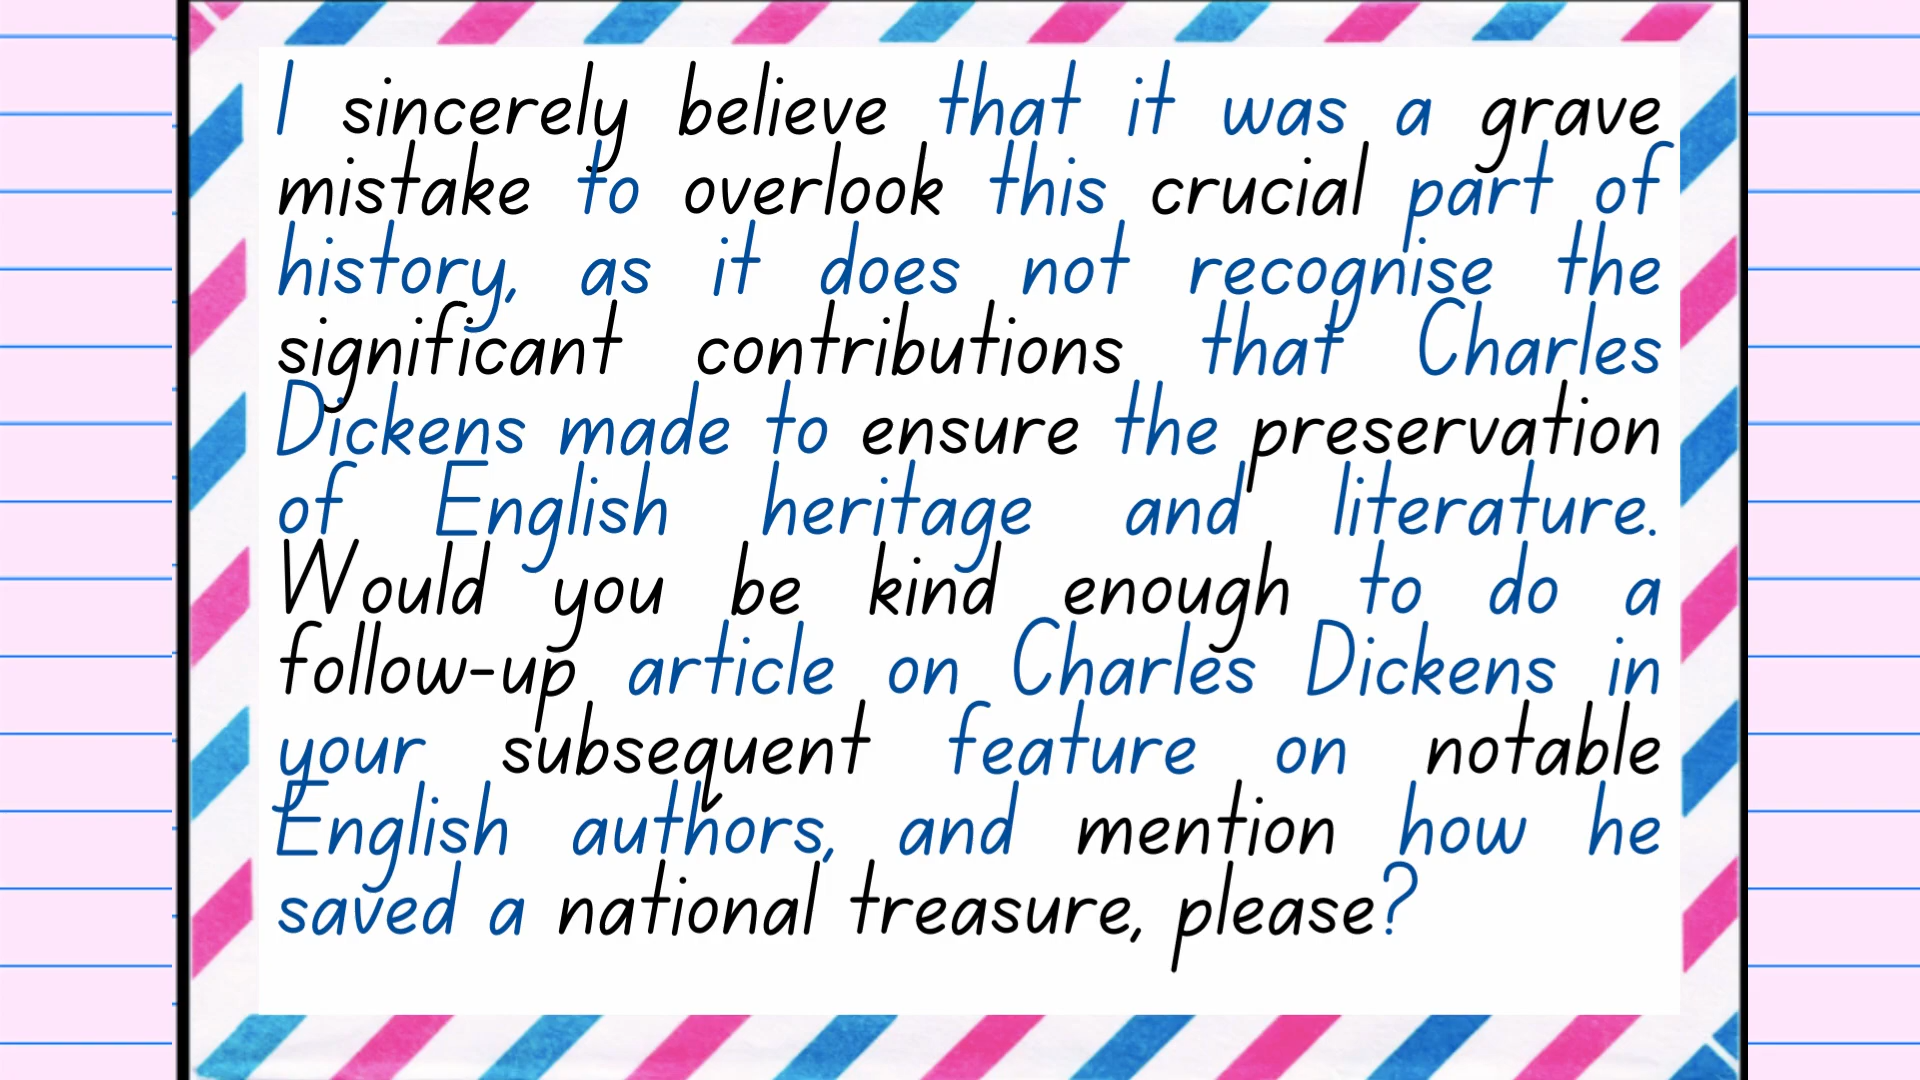 I sincerely believe that it was a grave
mistake to overlook this crucial part of
history, as it does not recognise the
significant contributions that Charles
Dickens made to ensure the preservation
of English heritage and literature.
Would you be kind enough to do a
follow-up article on Charles Dickens in
your subsequent feature on notable
English authors, and mention how he
saved a national treasure, please?